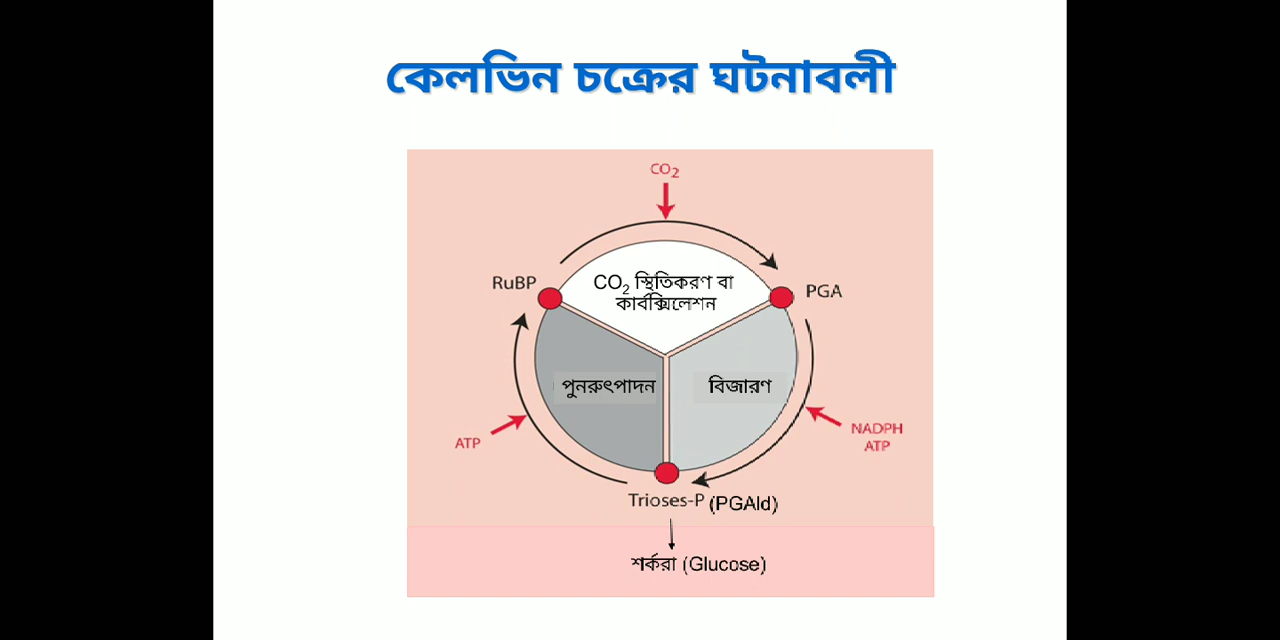 কেলভিন চক্রের ঘটনাবলী
CO₂
RuBP
CO₂ স্থিতিকরণ বা
কার্বক্সিলেশন
PGA
পুনরুৎপাদন
বিজারণ
ATP
NADPH
ATP
Trioses-P (PGAld)
শর্করা (Glucose)